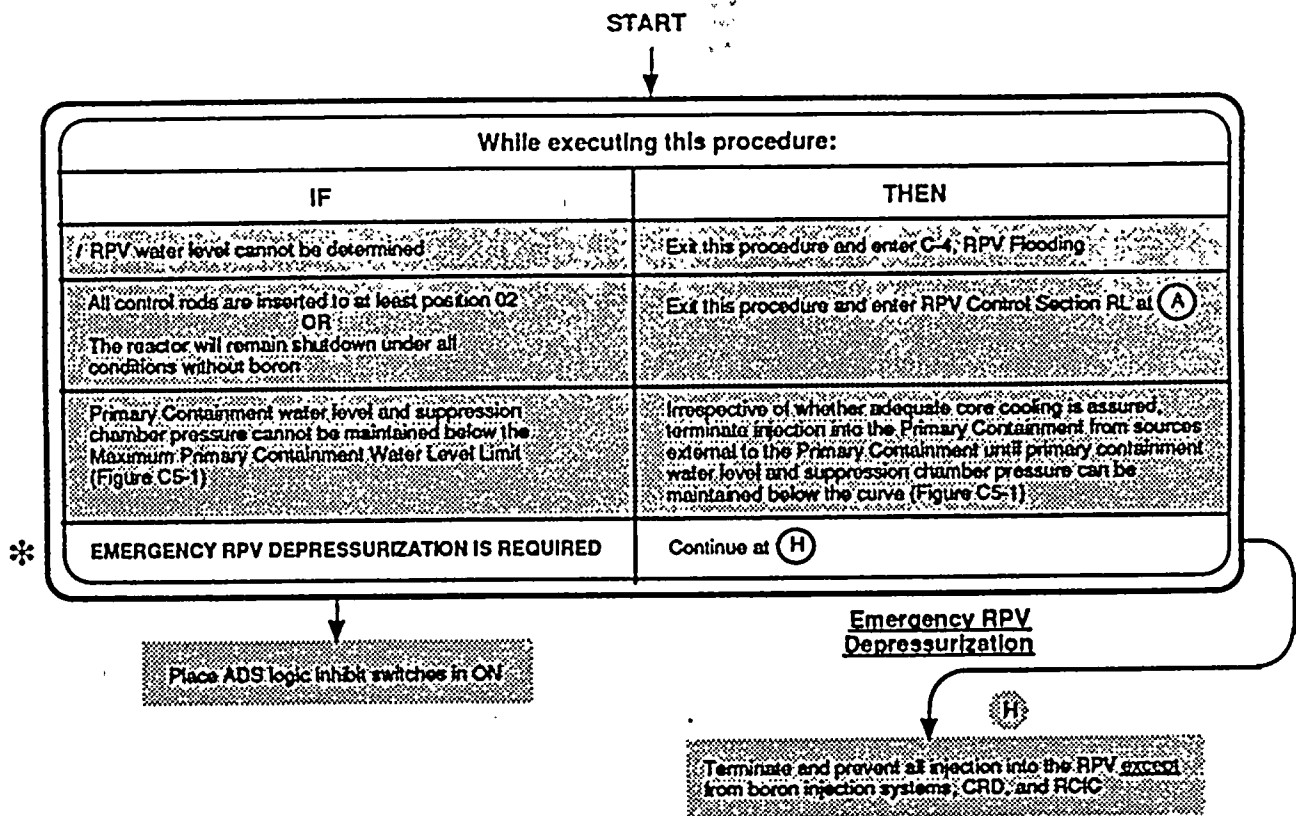 START
While executing this procedure:
IF
THEN
RPV water level cannot be determined
Exit this procedure and enter C-4, RPV Flooding
All control rods are inserted to at least position 02
OR
The reactor will remain shutdown under all
conditions without boron
Exit this procedure and enter RPV Control Section RL at A
Primary Containment water level and suppression
chamber pressure cannot be maintained below the
Maximum Primary Containment Water Level Limit
(Figure C5-1)
Irrespective of whether adequate core cooling is assured,
terminate injection into the Primary Containment from sources
external to the Primary Containment until primary containment
water level and suppression chamber pressure can be
maintained below the curve (Figure C5-1)
* EMERGENCY RPV DEPRESSURIZATION IS REQUIRED
Continue at H
Place ADS logic inhibit switches in ON
Emergency RPV
Depressurization
H
Terminate and prevent all injection into the RPV except
from boron injection systems, CRD, and RCIC